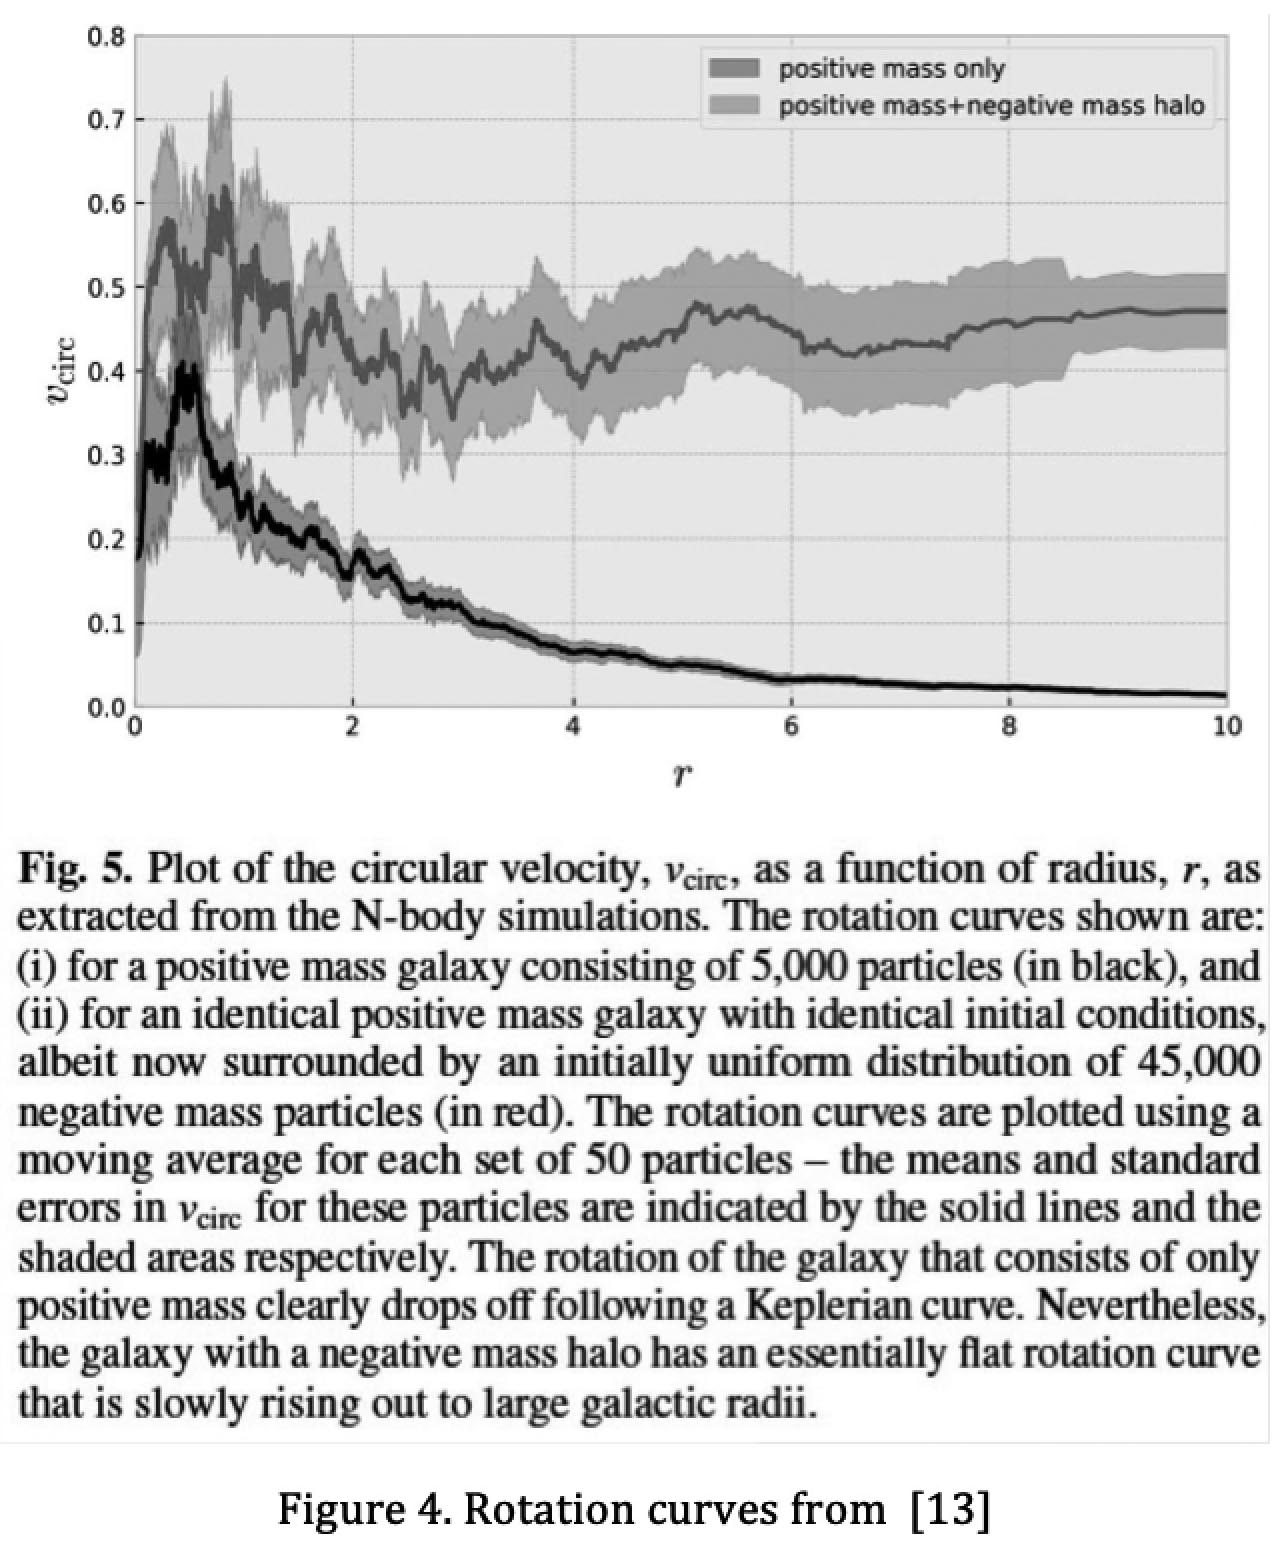 0.8
positive mass only
positive mass+negative mass halo
0.7
0.6
0.5
0.4
vcirc
0.3
0.2
0.1
0.0
0 2 4 6 8 10
r
Fig. 5. Plot of the circular velocity, vcirc, as a function of radius, r, as
extracted from the N-body simulations. The rotation curves shown are:
(i) for a positive mass galaxy consisting of 5,000 particles (in black), and
(ii) for an identical positive mass galaxy with identical initial conditions,
albeit now surrounded by an initially uniform distribution of 45,000
negative mass particles (in red). The rotation curves are plotted using a
moving average for each set of 50 particles – the means and standard
errors in vcirc for these particles are indicated by the solid lines and the
shaded areas respectively. The rotation of the galaxy that consists of only
positive mass clearly drops off following a Keplerian curve. Nevertheless,
the galaxy with a negative mass halo has an essentially flat rotation curve
that is slowly rising out to large galactic radii.
Figure 4. Rotation curves from [13]